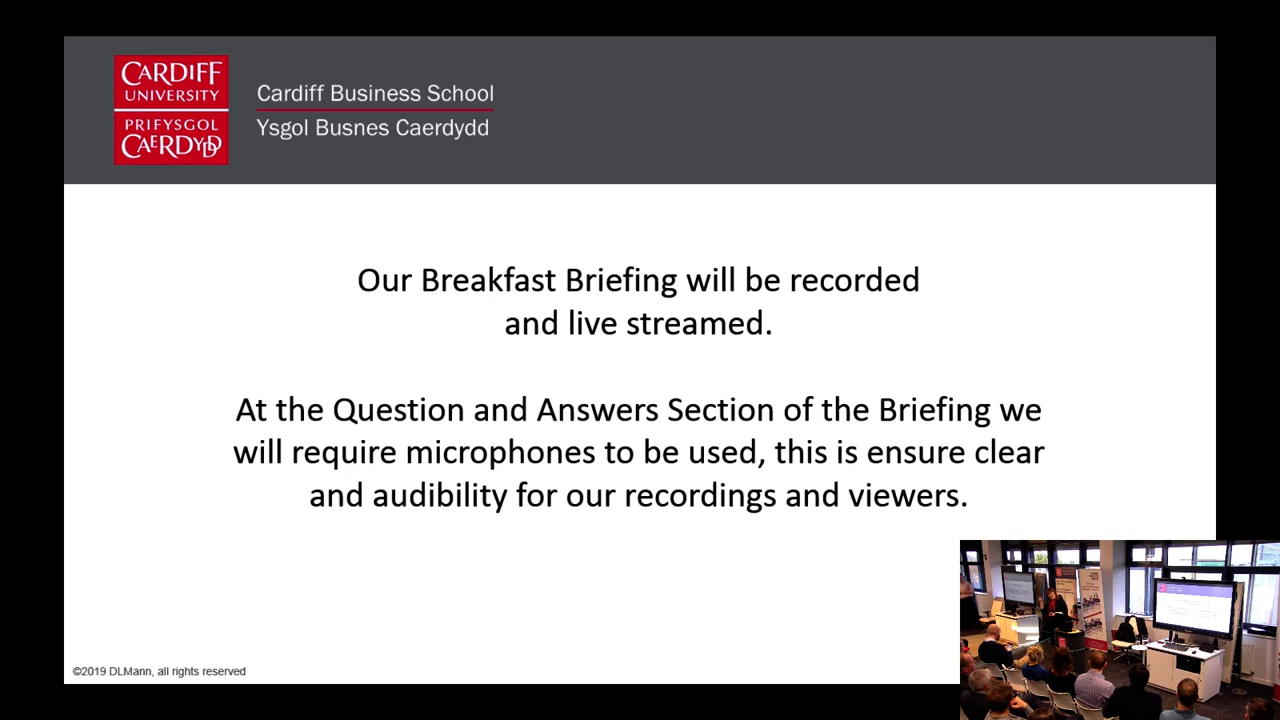 CARDIFF
UNIVERSITY
PRIFYSGOL
CAERDYDD
Cardiff Business School
Ysgol Busnes Caerdydd
Our Breakfast Briefing will be recorded
and live streamed.
At the Question and Answers Section of the Briefing we
will require microphones to be used, this is ensure clear
and audibility for our recordings and viewers.
©2019 DLMann, all rights reserved